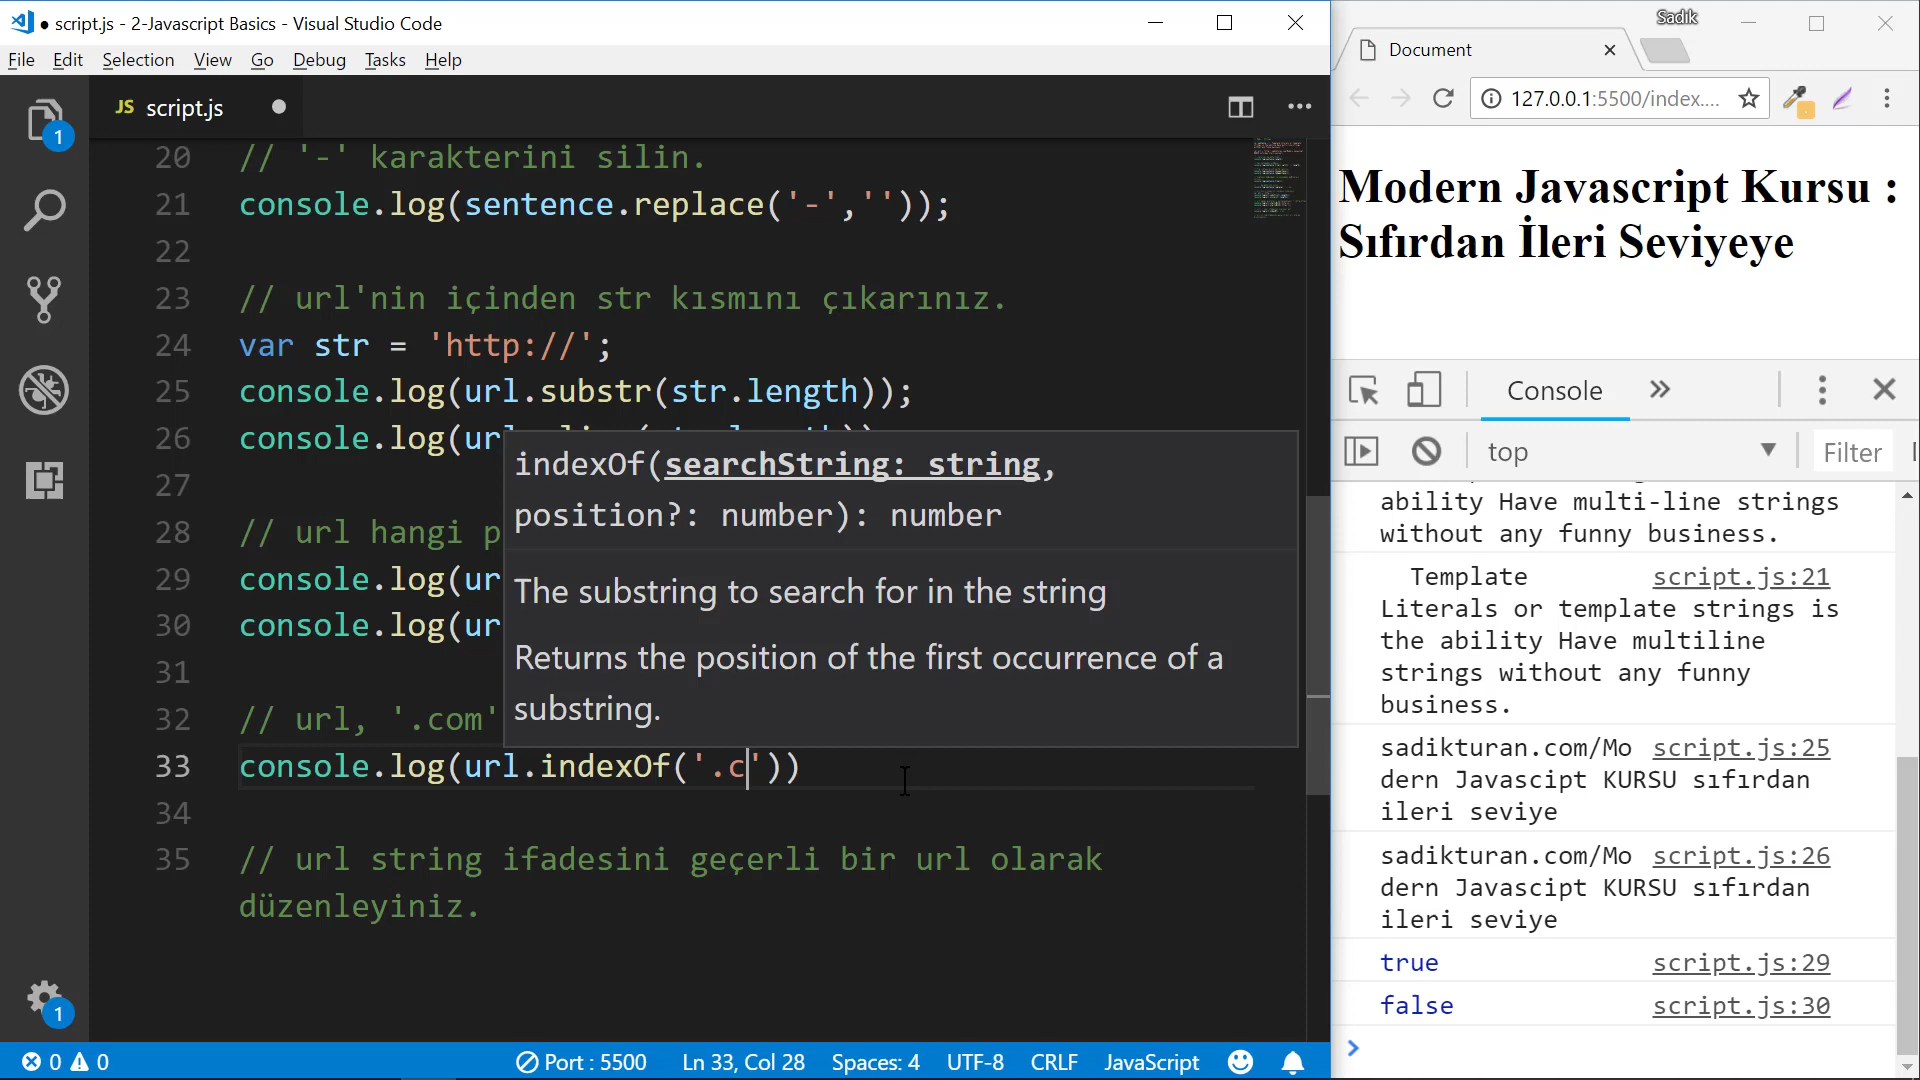 script.js - 2-Javascript Basics - Visual Studio Code
File Edit Selection View Go Debug Tasks Help
JS script.js
1
1
20 // '-' karakterini silin.
21 console.log(sentence.replace('-',''));
22
23 // url'nin içinden str kısmını çıkarınız.
24 var str = 'http://';
25 console.log(url.substr(str.length));
26 console.log(ur
27
28 // url hangi p
29 console.log(ur
30 console.log(ur
31
32 // url, '.com'
33 console.log(url.indexOf('.c'))
34
35 // url string ifadesini geçerli bir url olarak
düzenleyiniz.
indexOf(searchString: string,
position?: number): number
The substring to search for in the string
Returns the position of the first occurrence of a
substring.
0 0 Port : 5500 Ln 33, Col 28 Spaces: 4 UTF-8 CRLF JavaScript
Sadik
Document
127.0.0.1:5500/index....
Modern Javascript Kursu :
Sıfırdan İleri Seviyeye
Console
top Filter
ability Have multi-line strings
without any funny business.
Template script.js:21
Literals or template strings is
the ability Have multiline
strings without any funny
business.
sadikturan.com/Mo script.js:25
dern Javascipt KURSU sıfırdan
ileri seviye
sadikturan.com/Mo script.js:26
dern Javascipt KURSU sıfırdan
ileri seviye
true script.js:29
false script.js:30